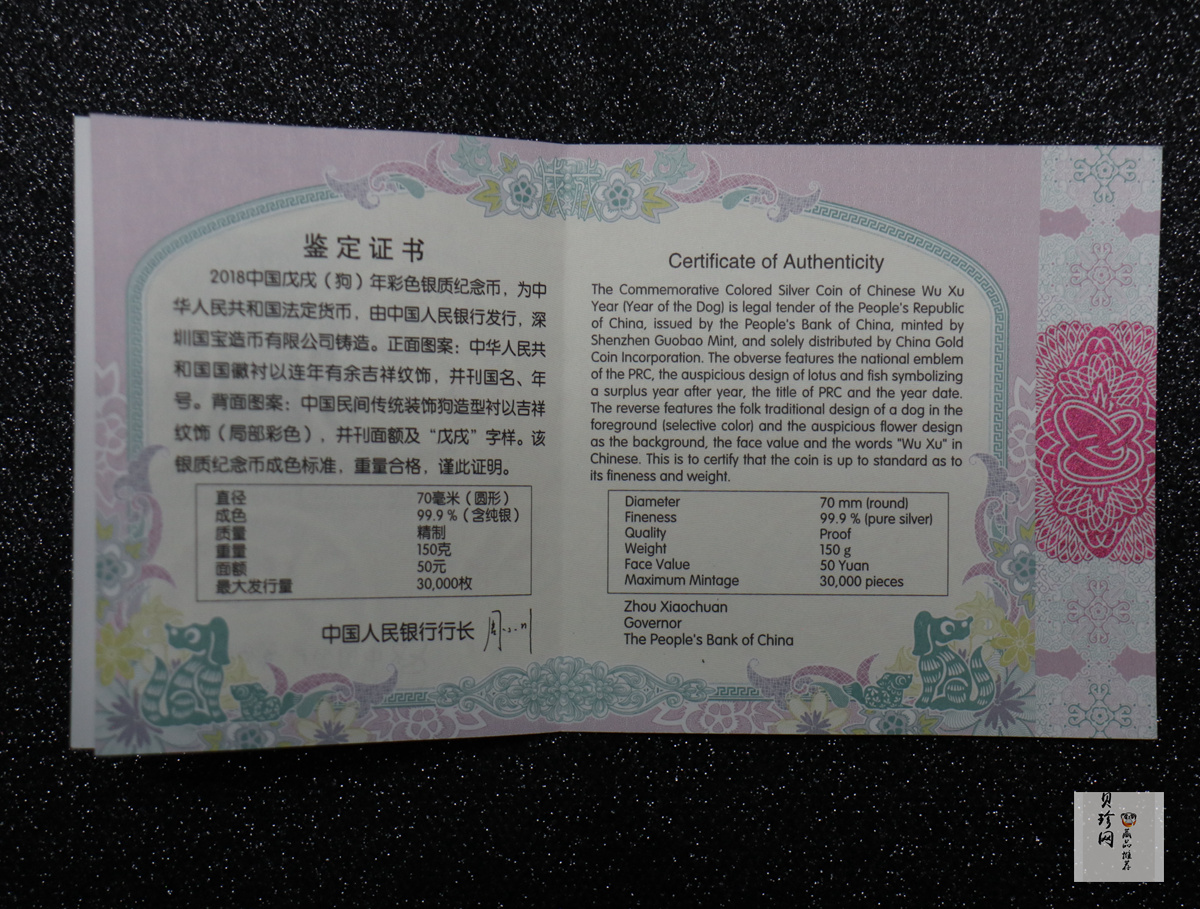 鉴定证书
2018中国戊戌（狗）年彩色银质纪念币，为中
华人民共和国法定货币，由中国人民银行发行，深
圳国宝造币有限公司铸造。正面图案：中华人民共
和国国徽衬以连年有余吉祥纹饰，并刊国名、年
号。背面图案：中国民间传统装饰狗造型衬以吉祥
纹饰（局部彩色），并刊面额及“戊戌”字样。该
银质纪念币成色标准，重量合格，谨此证明。
直径 70毫米（圆形）
成色 99.9％（含纯银）
质量 精制
重量 150克
面额 50元
最大发行量 30,000枚
中国人民银行行长
Certificate of Authenticity
The Commemorative Colored Silver Coin of Chinese Wu Xu
Year (Year of the Dog) is legal tender of the People's Republic
of China, issued by the People's Bank of China, minted by
Shenzhen Guobao Mint, and solely distributed by China Gold
Coin Incorporation. The obverse features the national emblem
of the PRC, the auspicious design of lotus and fish symbolizing
a surplus year after year, the title of PRC and the year date.
The reverse features the folk traditional design of a dog in the
foreground (selective color) and the auspicious flower design
as the background, the face value and the words "Wu Xu" in
Chinese. This is to certify that the coin is up to standard as to
its fineness and weight.
Diameter 70 mm (round)
Fineness 99.9 % (pure silver)
Quality Proof
Weight 150 g
Face Value 50 Yuan
Maximum Mintage 30,000 pieces
Zhou Xiaochuan
Governor
The People's Bank of China
贝珍网
藏品推荐